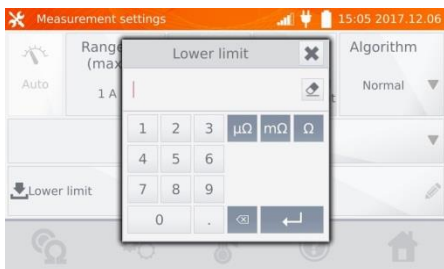 Measurement settings
15:05 2017.12.06
Range
(max
1 A
Auto
Lower limit
Algorithm
Normal
1 2 3 μΩ mΩ Ω
4 5 6
7 8 9
0 .
Lower limit
t